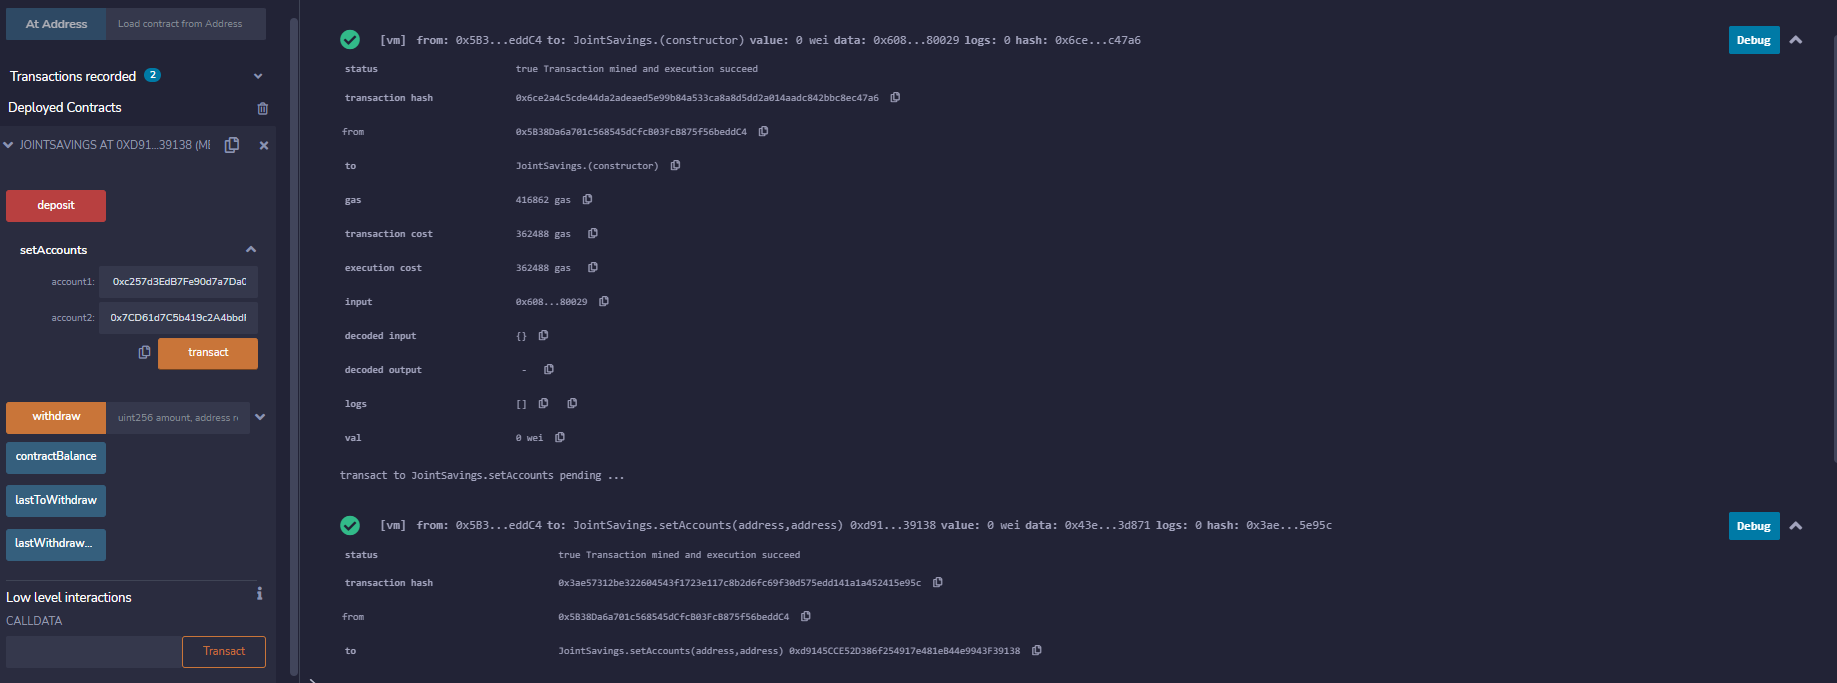 At Address Load contract from Address
Transactions recorded 2
Deployed Contracts
JOINTSAVINGS AT 0XD91...39138 (MI
deposit
setAccounts
account1: 0xc257d3EdB7Fe90d7a7Da0
account2: 0x7CD61d7C5b419c2A4bbdI
transact
withdraw uint256 amount, address r
contractBalance
lastToWithdraw
lastWithdraw...
Low level interactions
CALLDATA
Transact
[vm] from: 0x5B3...eddC4 to: JointSavings.(constructor) value: 0 wei data: 0x608...80029 logs: 0 hash: 0x6ce...c47a6
Debug
status true Transaction mined and execution succeed
transaction hash 0x6ce2a4c5cde44da2adeaed5e99b84a533ca8a8d5dd2a014aadc842bbc8ec47a6
from 0x5B38Da6a701c568545dCfcB03FcB875f56beddC4
to JointSavings.(constructor)
gas 416862 gas
transaction cost 362488 gas
execution cost 362488 gas
input 0x608...80029
decoded input {}
decoded output -
logs []
val 0 wei
transact to JointSavings.setAccounts pending ...
[vm] from: 0x5B3...eddC4 to: JointSavings.setAccounts(address,address) 0xd91...39138 value: 0 wei data: 0x43e...3d871 logs: 0 hash: 0x3ae...5e95c
Debug
status true Transaction mined and execution succeed
transaction hash 0x3ae57312be322604543f1723e117c8b2d6fc69f30d575edd141a1a452415e95c
from 0x5B38Da6a701c568545dCfcB03FcB875f56beddC4
to JointSavings.setAccounts(address,address) 0xd9145CCE52D386f254917e481eB44e9943F39138